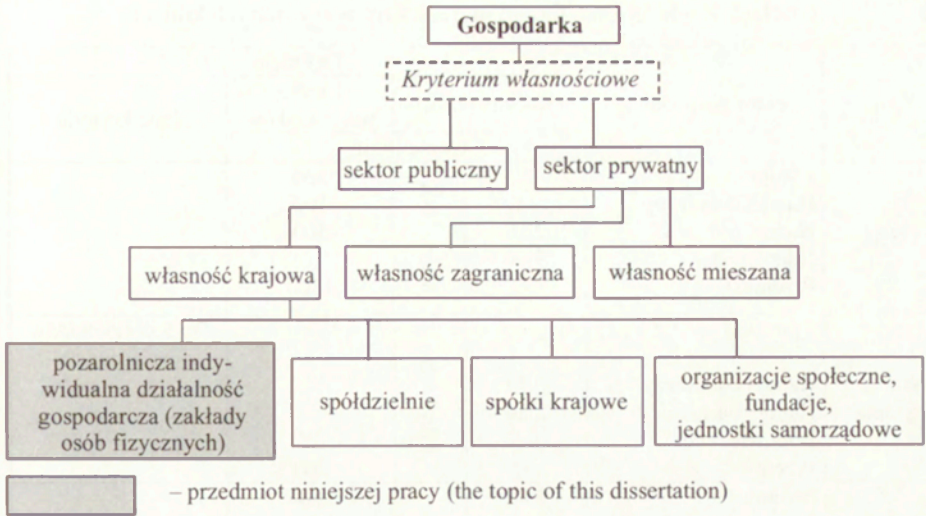 Gospodarka
Kryterium własnościowe
sektor publiczny
sektor prywatny
własność krajowa
własność zagraniczna
własność mieszana
pozarolnicza indy-
widualna działalność
gospodarcza (zakłady
osób fizycznych)
spółdzielnie
spółki krajowe
organizacje społeczne,
fundacje,
jednostki samorządowe
– przedmiot niniejszej pracy (the topic of this dissertation)